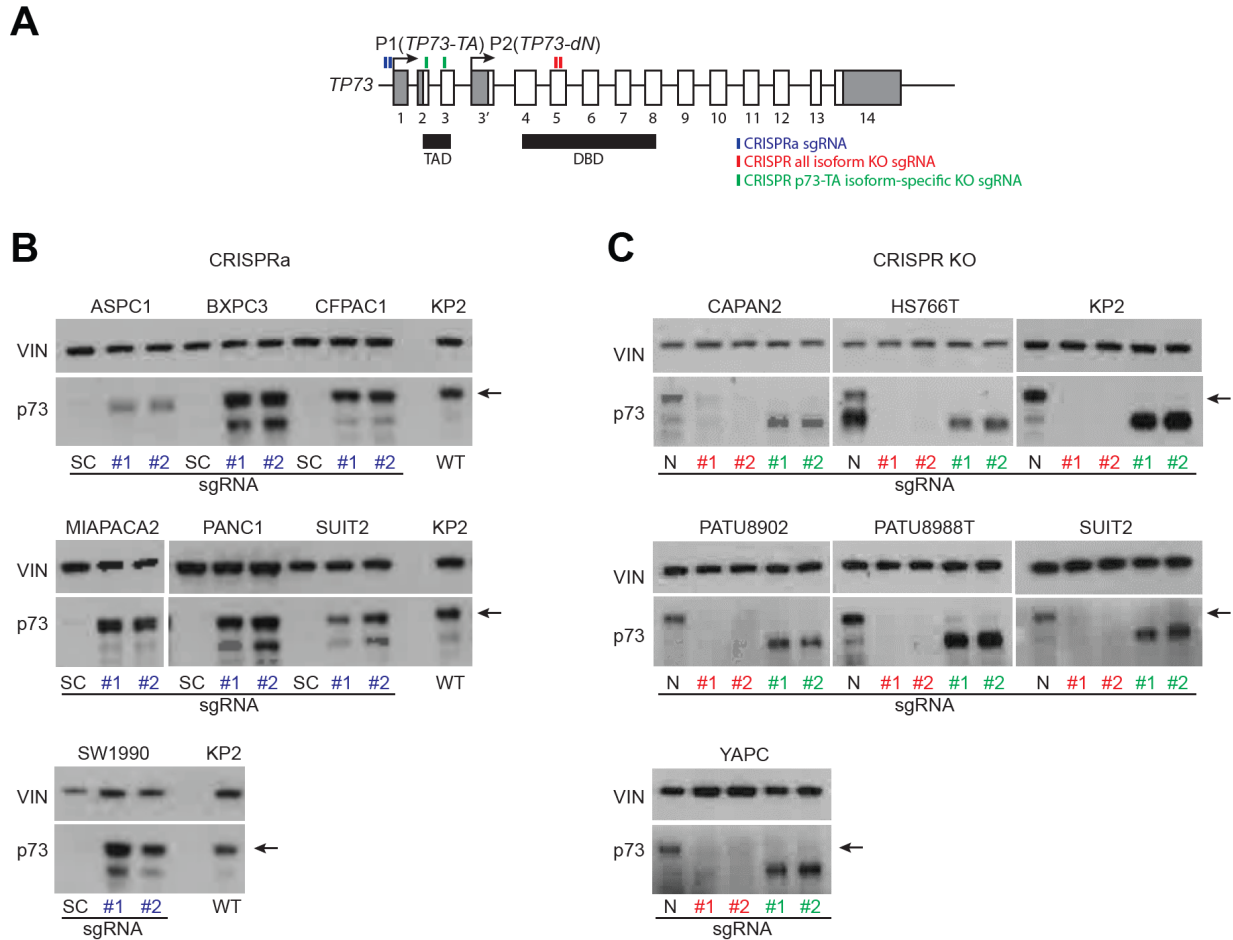 A
P1(TP73-TA) P2(TP73-dN)
TP73
1 2 3 3′ 4 5 6 7 8 9 10 11 12 13 14
TAD DBD
CRISPRa sgRNA
CRISPR all isoform KO sgRNA
CRISPR p73-TA isoform-specific KO sgRNA
B
CRISPRa
ASPC1 BXPC3 CFPAC1 KP2
VIN
p73
SC #1 #2 SC #1 #2 SC #1 #2 WT
sgRNA
MIAPACA2 PANC1 SUIT2 KP2
VIN
p73
SC #1 #2 SC #1 #2 SC #1 #2 WT
sgRNA
SW1990 KP2
VIN
p73
SC #1 #2 WT
sgRNA
C
CRISPR KO
CAPAN2 HS766T KP2
VIN
p73
N #1 #2 #1 #2 N #1 #2 #1 #2 N #1 #2 #1 #2
sgRNA
PATU8902 PATU8988T SUIT2
VIN
p73
N #1 #2 #1 #2 N #1 #2 #1 #2 N #1 #2 #1 #2
sgRNA
YAPC
VIN
p73
N #1 #2 #1 #2
sgRNA